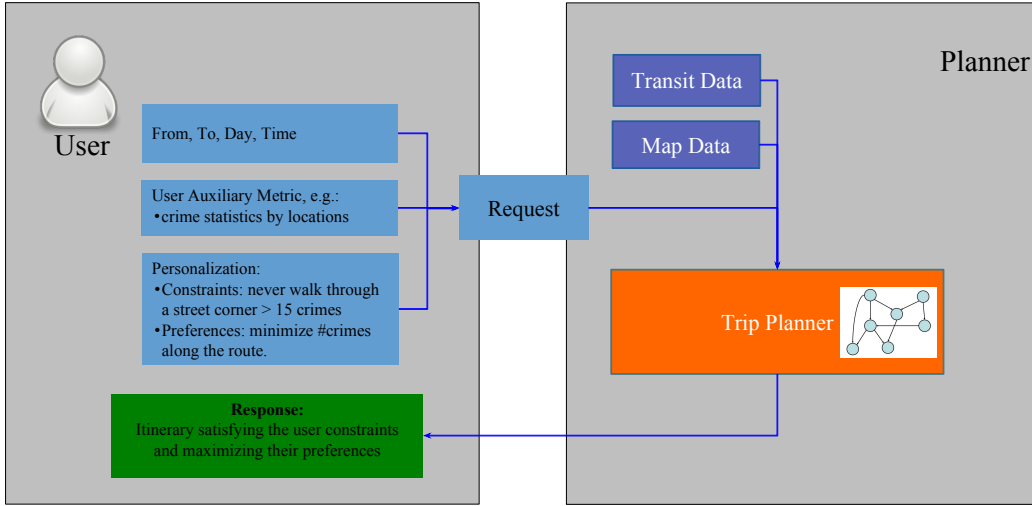 User
From, To, Day, Time
User Auxiliary Metric, e.g.:
•crime statistics by locations
Personalization:
•Constraints: never walk through
a street corner > 15 crimes
•Preferences: minimize #crimes
along the route.
Request
Response:
Itinerary satisfying the user constraints
and maximizing their preferences
Planner
Transit Data
Map Data
Trip Planner